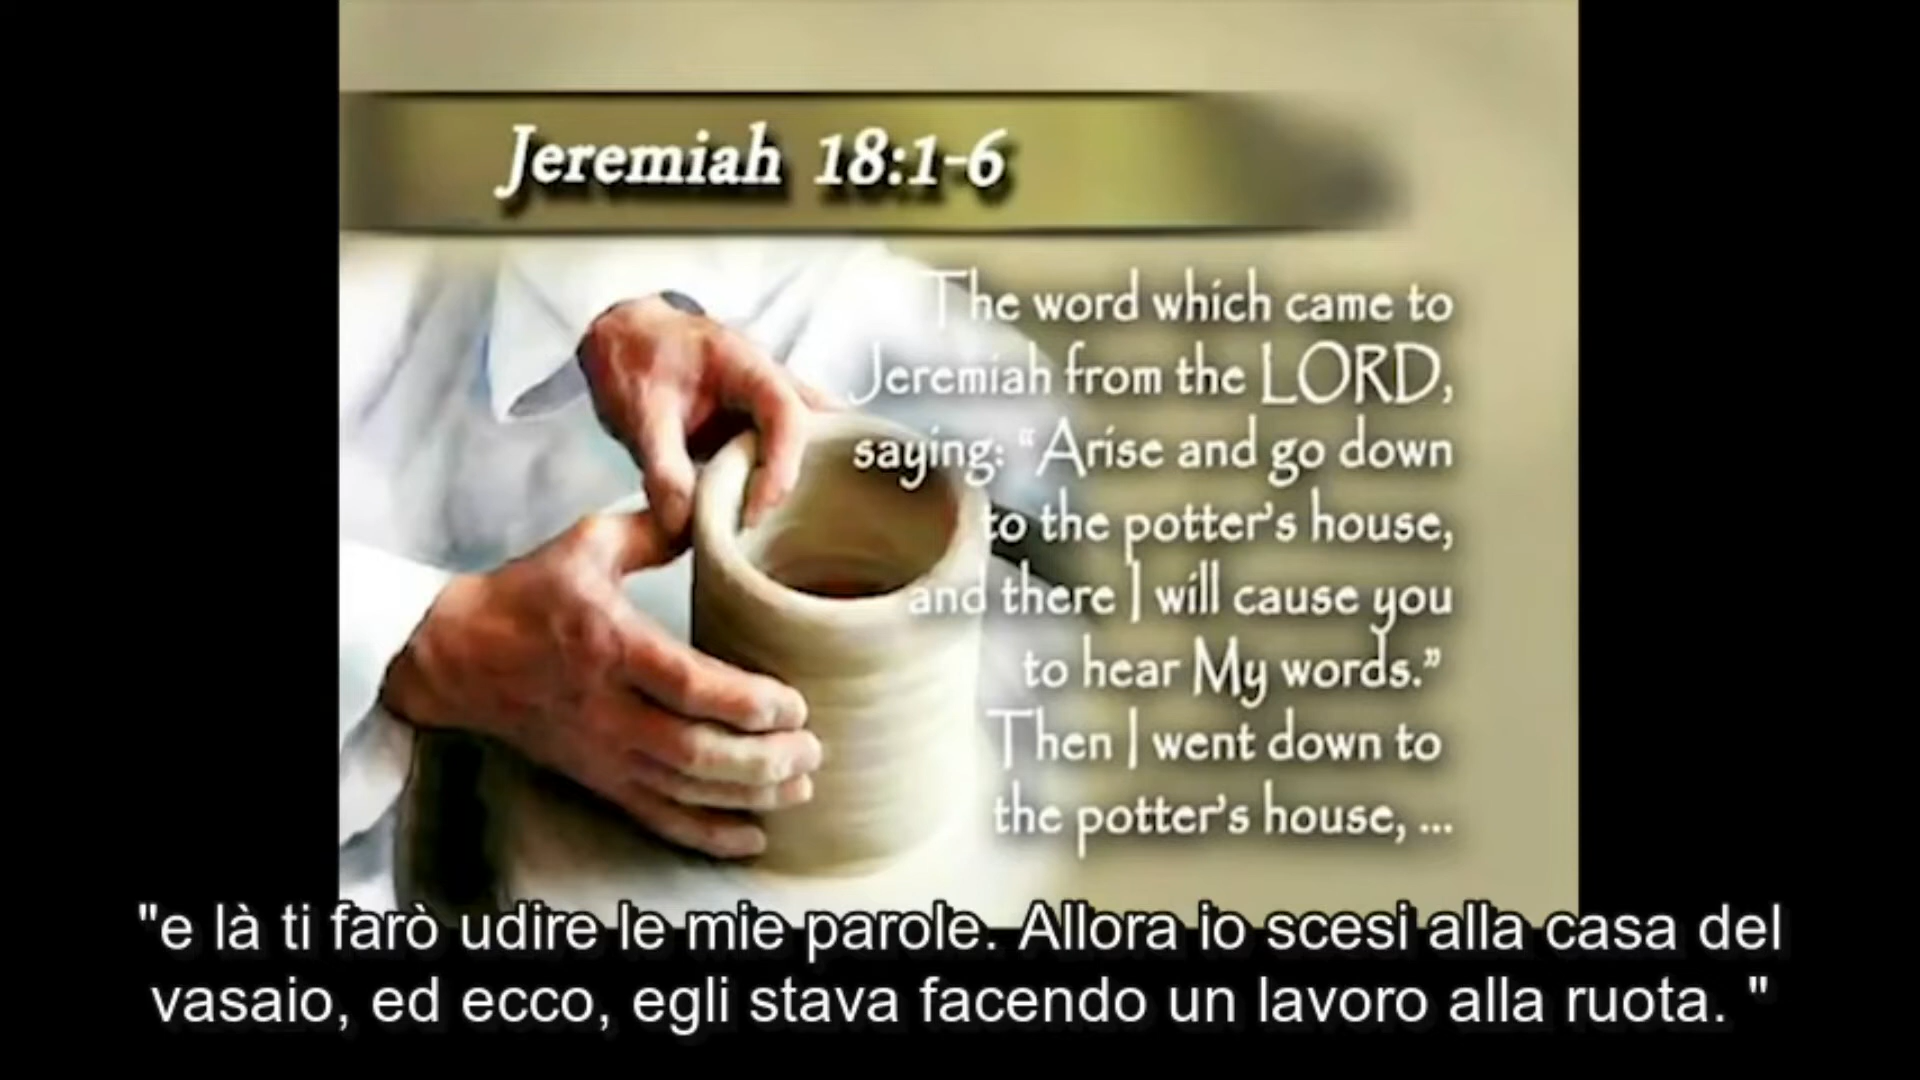 Jeremiah 18:1-6
The word which came to
Jeremiah from the LORD,
saying: “Arise and go down
to the potter’s house,
and there I will cause you
to hear My words.”
Then I went down to
the potter’s house, ...
"e là ti farò udire le mie parole. Allora io scesi alla casa del
vasaio, ed ecco, egli stava facendo un lavoro alla ruota. "